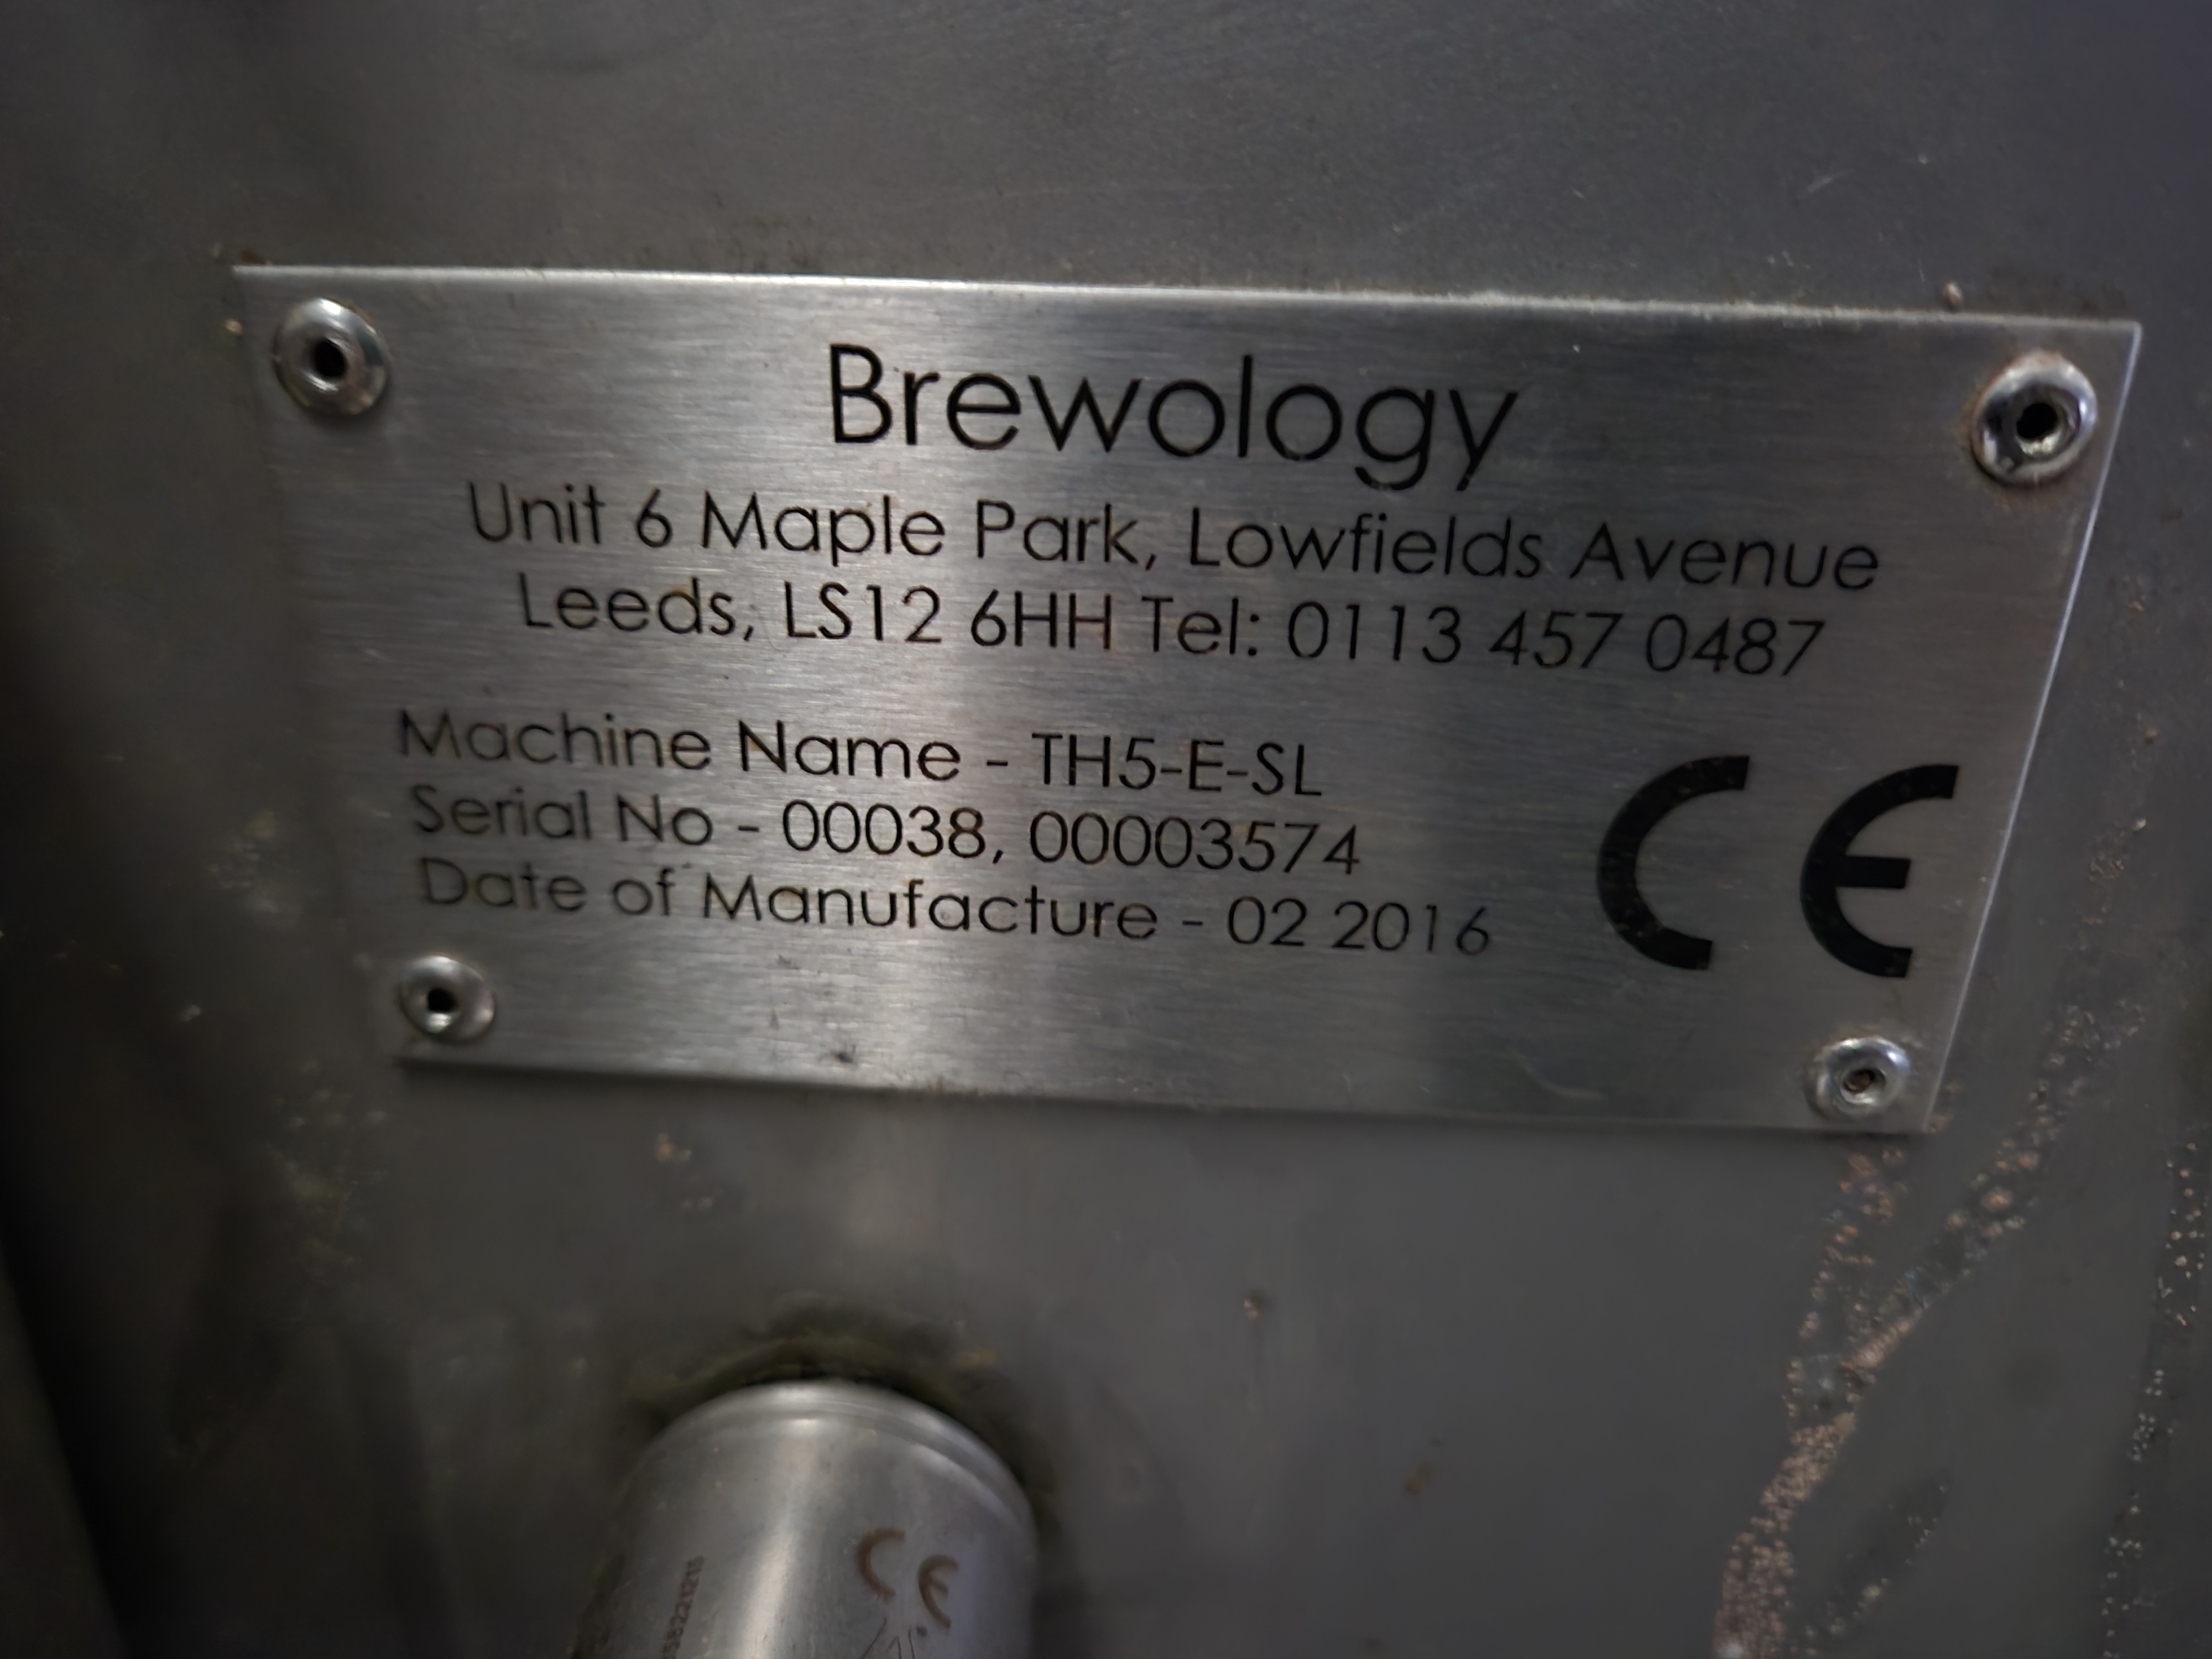 Brewology
Unit 6 Maple Park, Lowfields Avenue
Leeds, LS12 6HH Tel: 0113 457 0487
Machine Name - TH5-E-SL
Serial No - 00038, 00003574
Date of Manufacture - 02 2016
CE
CE